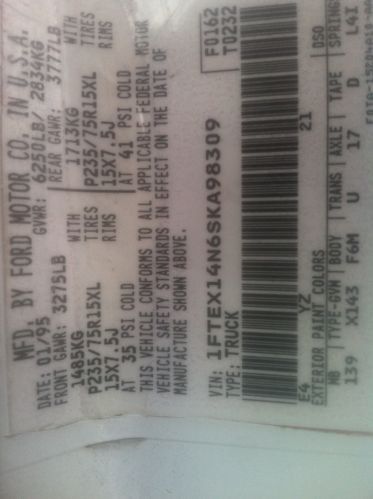 MFD. BY FORD MOTOR CO. IN U.S.A.
DATE: 01/95 GVWR: 6250LB/ 2834KG
FRONT GAWR: 3275LB REAR GAWR: 3777LB
1485KG WITH 1713KG WITH
P235/75R15XL TIRES P235/75R15XL TIRES
15X7.5J RIMS 15X7.5J RIMS
AT 35 PSI COLD AT 41 PSI COLD
THIS VEHICLE CONFORMS TO ALL APPLICABLE FEDERAL MOTOR
VEHICLE SAFETY STANDARDS IN EFFECT ON THE DATE OF
MANUFACTURE SHOWN ABOVE.
VIN: 1FTEX14N6SKA98309 F0162
TYPE: TRUCK T0232
E4 YZ 21
EXTERIOR PAINT COLORS DSO
WB TYPE-GVW BODY TRANS AXLE TAPE SPRING
139 X143 F6M U 17 D L4I